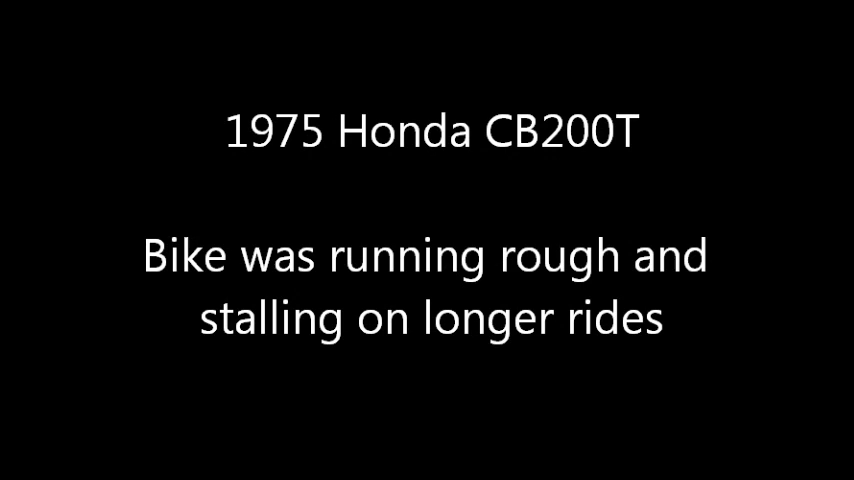 1975 Honda CB200T
Bike was running rough and
stalling on longer rides